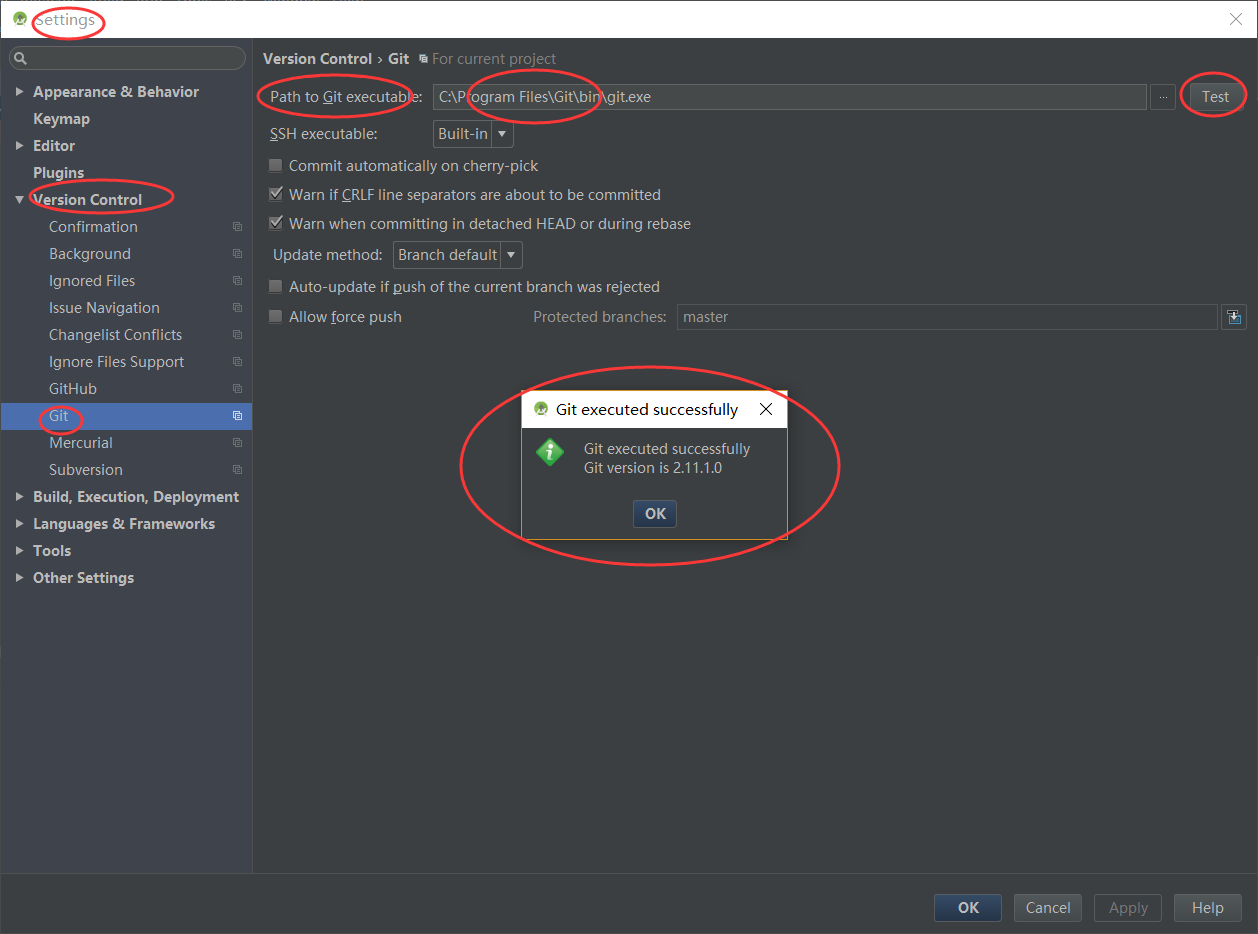 Settings
Version Control › Git For current project
Appearance & Behavior
Keymap
Editor
Plugins
Version Control
Confirmation
Background
Ignored Files
Issue Navigation
Changelist Conflicts
Ignore Files Support
GitHub
Git
Mercurial
Subversion
Build, Execution, Deployment
Languages & Frameworks
Tools
Other Settings
Path to Git executable: C:\Program Files\Git\bin\git.exe ... Test
SSH executable: Built-in
Commit automatically on cherry-pick
Warn if CRLF line separators are about to be committed
Warn when committing in detached HEAD or during rebase
Update method: Branch default
Auto-update if push of the current branch was rejected
Allow force push Protected branches: master
Git executed successfully
Git executed successfully
Git version is 2.11.1.0
OK
OK Cancel Apply Help